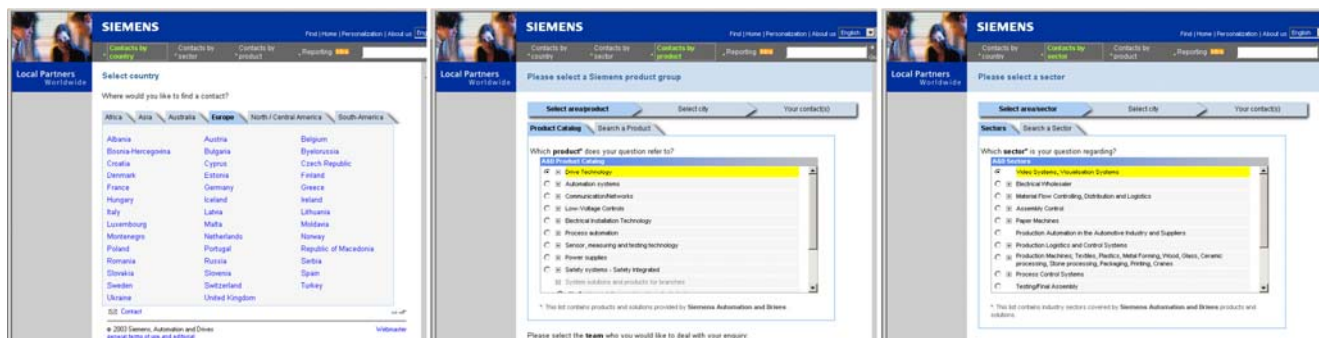 SIEMENS
Find | Home | Personalization | About us
Contacts by country
Contacts by sector
Contacts by product
Reporting
Local Partners
Worldwide
Select country
Where would you like to find a contact?
Africa Asia Australia Europe North / Central America South-America
Albania Austria Belgium
Bosnia-Hercegovina Bulgaria Byelorussia
Croatia Cyprus Czech Republic
Denmark Estonia Finland
France Germany Greece
Hungary Iceland Ireland
Italy Latvia Lithuania
Luxembourg Malta Moldavia
Montenegro Netherlands Norway
Poland Portugal Republic of Macedonia
Romania Russia Serbia
Slovakia Slovenia Spain
Sweden Switzerland Turkey
Ukraine United Kingdom
Contact
© 2003 Siemens, Automation and Drives Webmaster
general terms of use and editorial
SIEMENS
Find | Home | Personalization | About us English
Contacts by country
Contacts by sector
Contacts by product
Reporting
Local Partners
Worldwide
Please select a Siemens product group
Select area/product Select city Your contact(s)
Product Catalog Search a Product
Which product* does your question refer to?
A&D Product Catalog
Drive Technology
Automation systems
Communication/Networks
Low-Voltage Controls
Electrical Installation Technology
Process automation
Sensor, measuring and testing technology
Power supplies
Safety systems - Safety Integrated
System solutions and products for branches
* This list contains products and solutions provided by Siemens Automation and Drives
Please select the team who you would like to deal with your enquiry.
SIEMENS
Find | Home | Personalization | About us English
Contacts by country
Contacts by sector
Contacts by product
Reporting
Local Partners
Worldwide
Please select a sector
Select area/sector Select city Your contact(s)
Sectors Search a Sector
Which sector* is your question regarding?
A&D Sectors
Video Systems, Visualization Systems
Electrical Wholesaler
Material Flow Controlling, Distribution and Logistics
Assembly Control
Paper Machines
Production Automation in the Automotive Industry and Suppliers
Production Logistics and Control Systems
Production Machines, Textiles, Plastics, Metal Forming, Wood, Glass, Ceramic
processing, Stone processing, Packaging, Printing, Cranes
Process Control Systems
Testing/Final Assembly
* This list contains industry sectors covered by Siemens Automation and Drives products and
solutions.